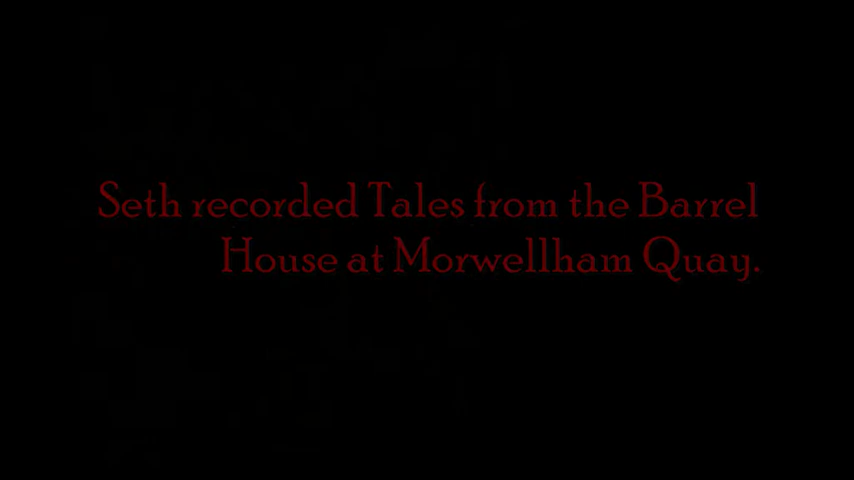 Seth recorded Tales from the Barrel
House at Morwellham Quay.